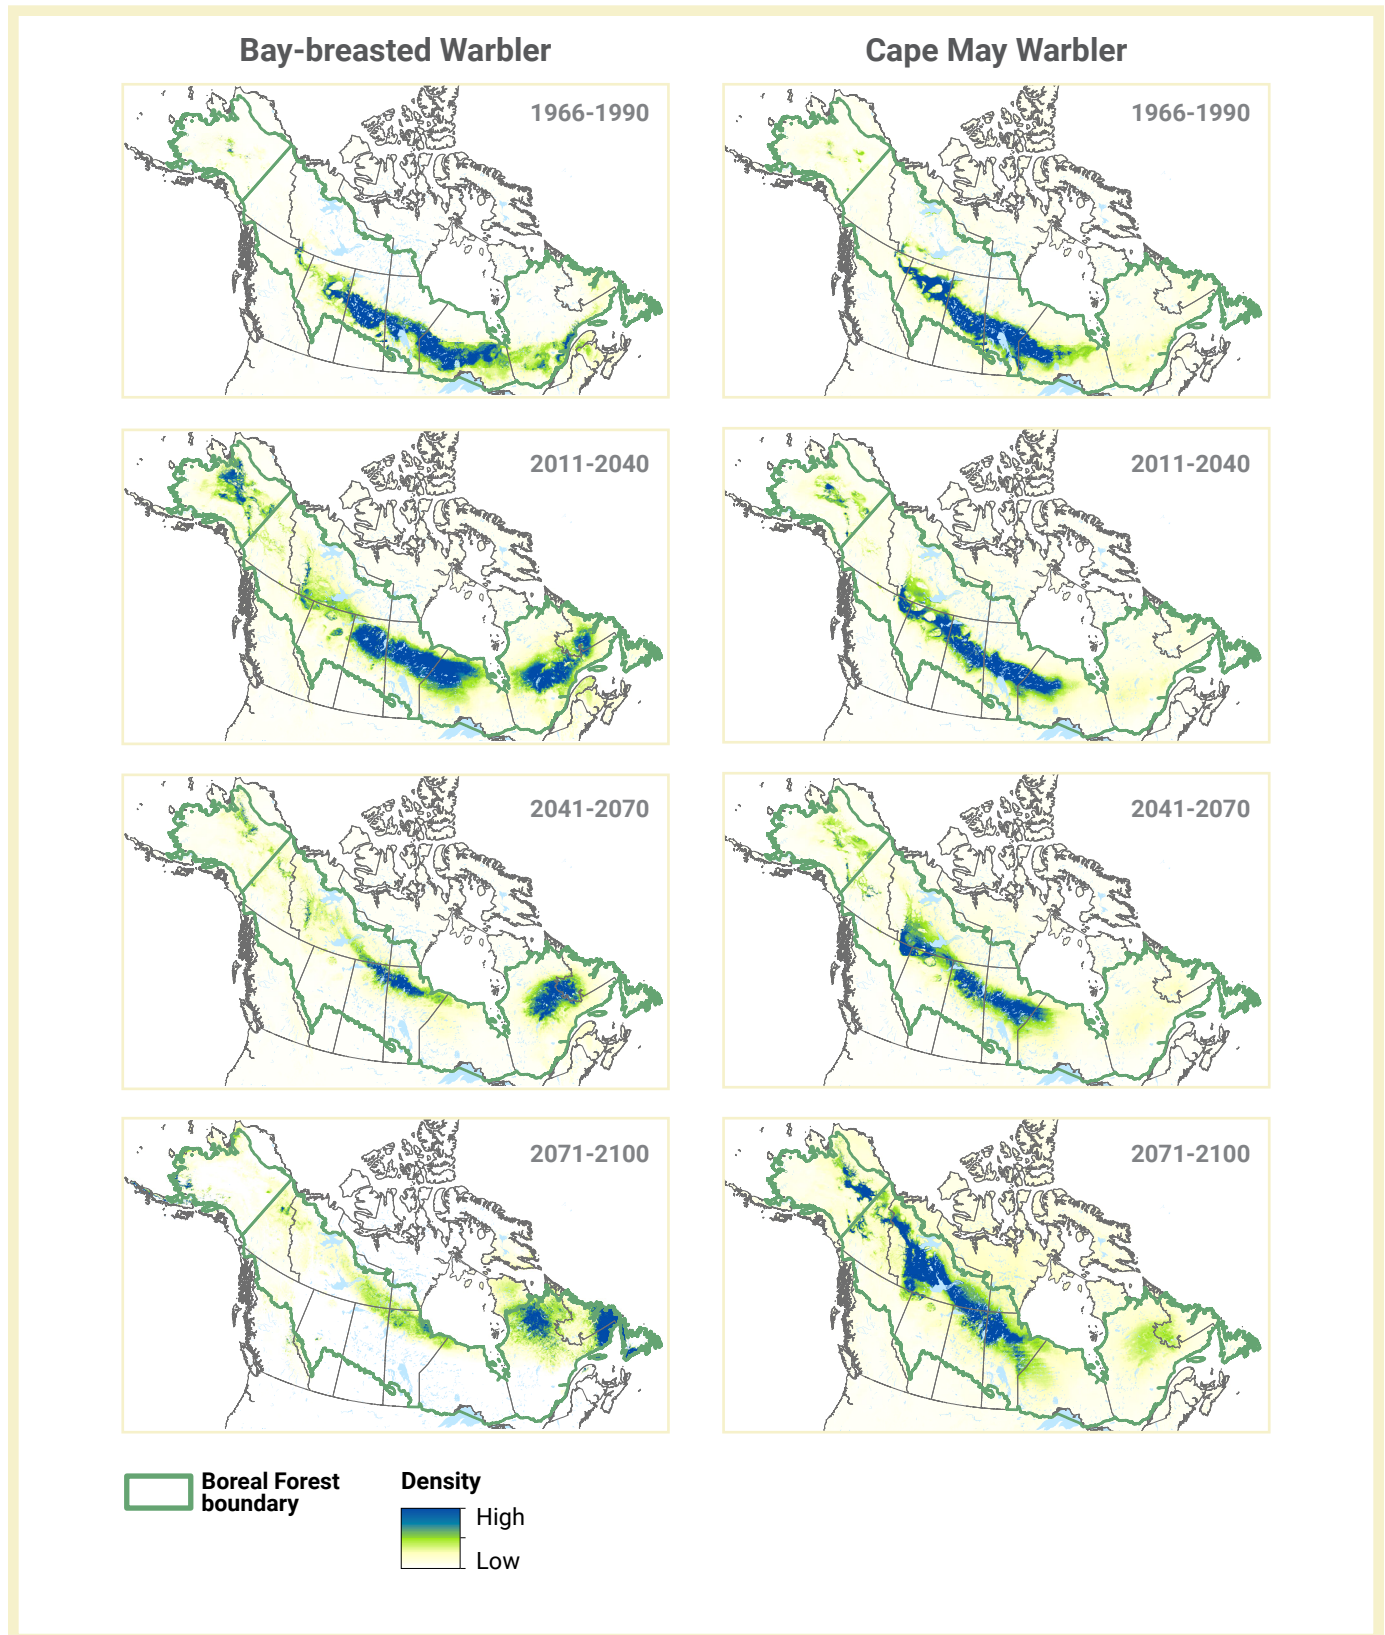 Bay-breasted Warbler
Cape May Warbler
1966-1990
1966-1990
2011-2040
2011-2040
2041-2070
2041-2070
2071-2100
2071-2100
Boreal Forest
boundary
Density
High
Low